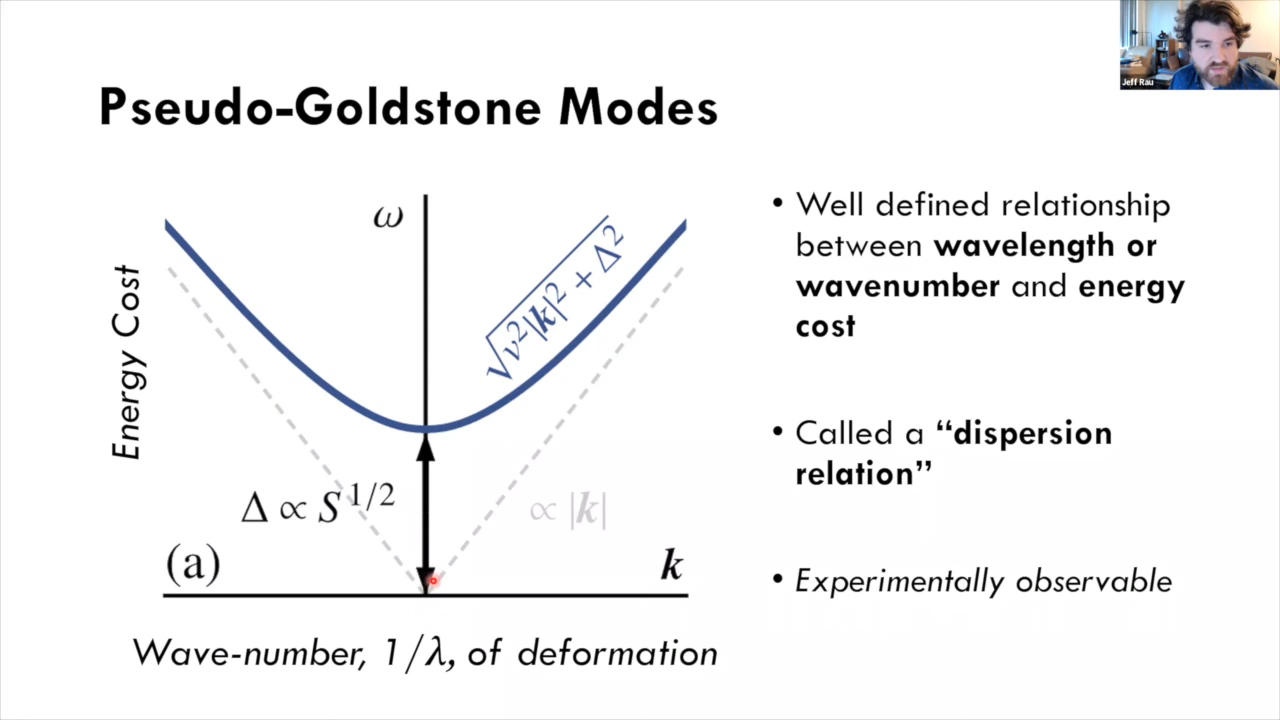 Jeff Rau
Pseudo-Goldstone Modes
ω
√v²|k|² + Δ²
Energy Cost
Δ ∝ S^1/2
∝ |k|
(a)
k
Wave-number, 1/λ, of deformation
• Well defined relationship
between wavelength or
wavenumber and energy
cost
• Called a “dispersion
relation”
• Experimentally observable